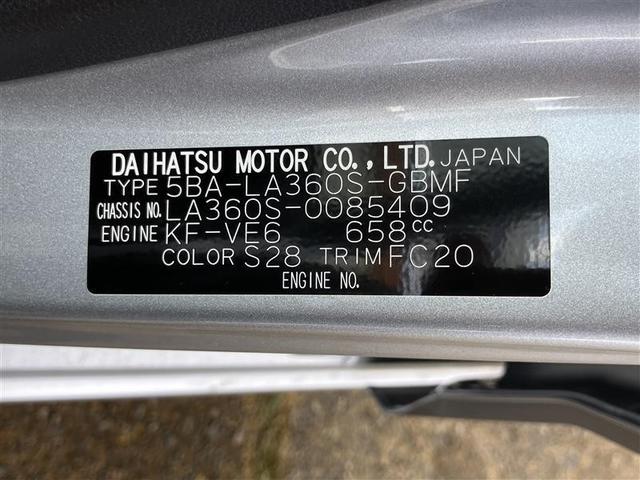 DAIHATSU MOTOR CO.,LTD. JAPAN
TYPE 5BA-LA360S-GBMF
CHASSIS NO. LA360S-0085409
ENGINE KF-VE6 658CC
COLOR S28 TRIM FC20
ENGINE NO.